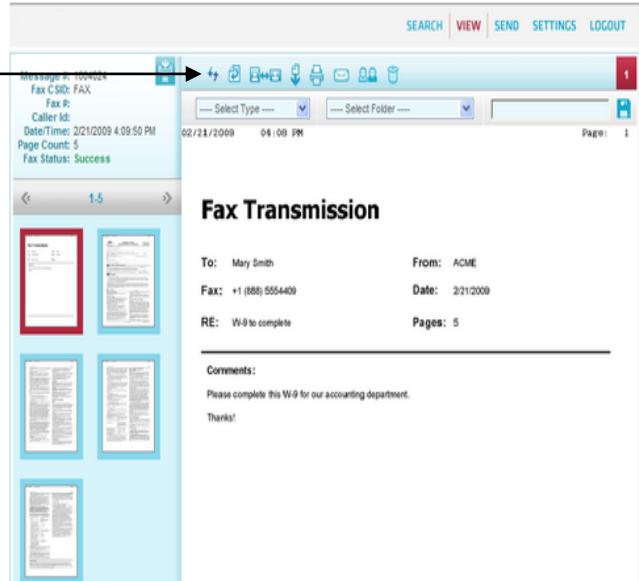 SEARCH VIEW SEND SETTINGS LOGOUT
Message #: 1004024
Fax CSID: FAX
Fax #:
Caller Id:
Date/Time: 2/21/2009 4:09:50 PM
Page Count: 5
Fax Status: Success
1
---- Select Type ----
---- Select Folder ----
02/21/2009 04:08 PM Page: 1
« 1-5 »
Fax Transmission
To: Mary Smith From: ACME
Fax: +1 (888) 5554409 Date: 2/21/2009
RE: W-9 to complete Pages: 5
Comments:
Please complete this W-9 for our accounting department.
Thanks!